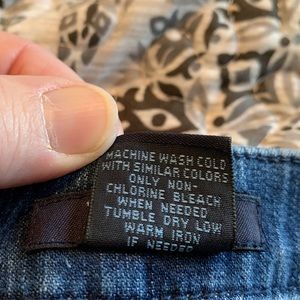 MACHINE WASH COLD
WITH SIMILAR COLORS
ONLY NON-
CHLORINE BLEACH
WHEN NEEDED
TUMBLE DRY LOW
WARM IRON
IF NEEDED